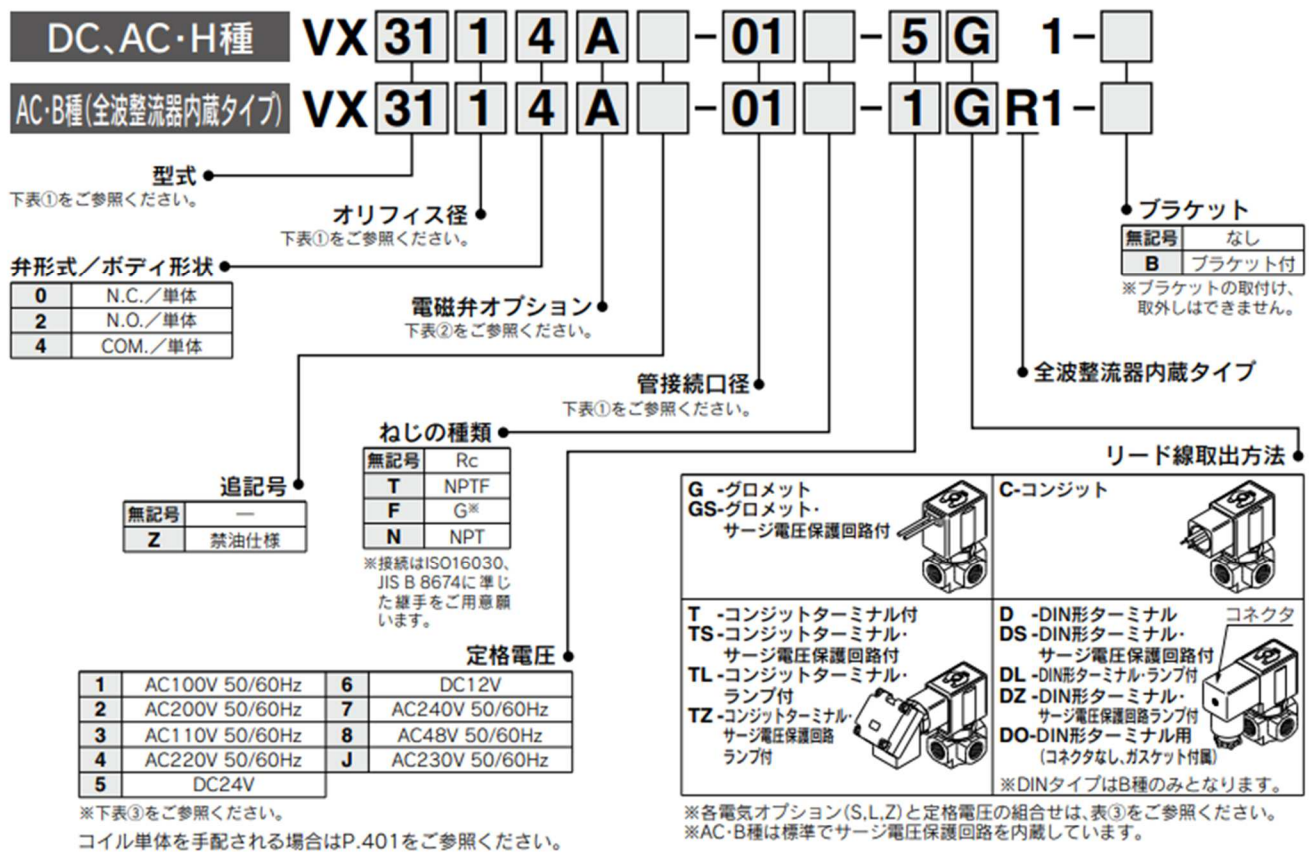 DC、AC・H種 VX 31 1 4 A - 01 - 5 G 1 -
AC・B種(全波整流器内蔵タイプ) VX 31 1 4 A - 01 - 1 G R1 -
型式
下表①をご参照ください。
オリフィス径
下表①をご参照ください。
弁形式／ボディ形状
0 N.C.／単体
2 N.O.／単体
4 COM.／単体
電磁弁オプション
下表②をご参照ください。
管接続口径
下表①をご参照ください。
ブラケット
無記号 なし
B ブラケット付
※ブラケットの取付け、
取外しはできません。
全波整流器内蔵タイプ
追記号
無記号 —
Z 禁油仕様
ねじの種類
無記号 Rc
T NPTF
F G※
N NPT
※接続はISO16030、
JIS B 8674に準じ
た継手をご用意願
います。
定格電圧
1 AC100V 50/60Hz 6 DC12V
2 AC200V 50/60Hz 7 AC240V 50/60Hz
3 AC110V 50/60Hz 8 AC48V 50/60Hz
4 AC220V 50/60Hz J AC230V 50/60Hz
5 DC24V
※下表③をご参照ください。
コイル単体を手配される場合はP.401をご参照ください。
リード線取出方法
G -グロメット
GS-グロメット・
サージ電圧保護回路付
C-コンジット
T -コンジットターミナル付
TS-コンジットターミナル・
サージ電圧保護回路付
TL-コンジットターミナル・
ランプ付
TZ-コンジットターミナル・
サージ電圧保護回路
ランプ付
D -DIN形ターミナル
コネクタ
DS-DIN形ターミナル・
サージ電圧保護回路付
DL-DIN形ターミナル・ランプ付
DZ-DIN形ターミナル・
サージ電圧保護回路ランプ付
DO-DIN形ターミナル用
(コネクタなし、ガスケット付属)
※DINタイプはB種のみとなります。
※各電気オプション(S,L,Z)と定格電圧の組合せは、表③をご参照ください。
※AC・B種は標準でサージ電圧保護回路を内蔵しています。